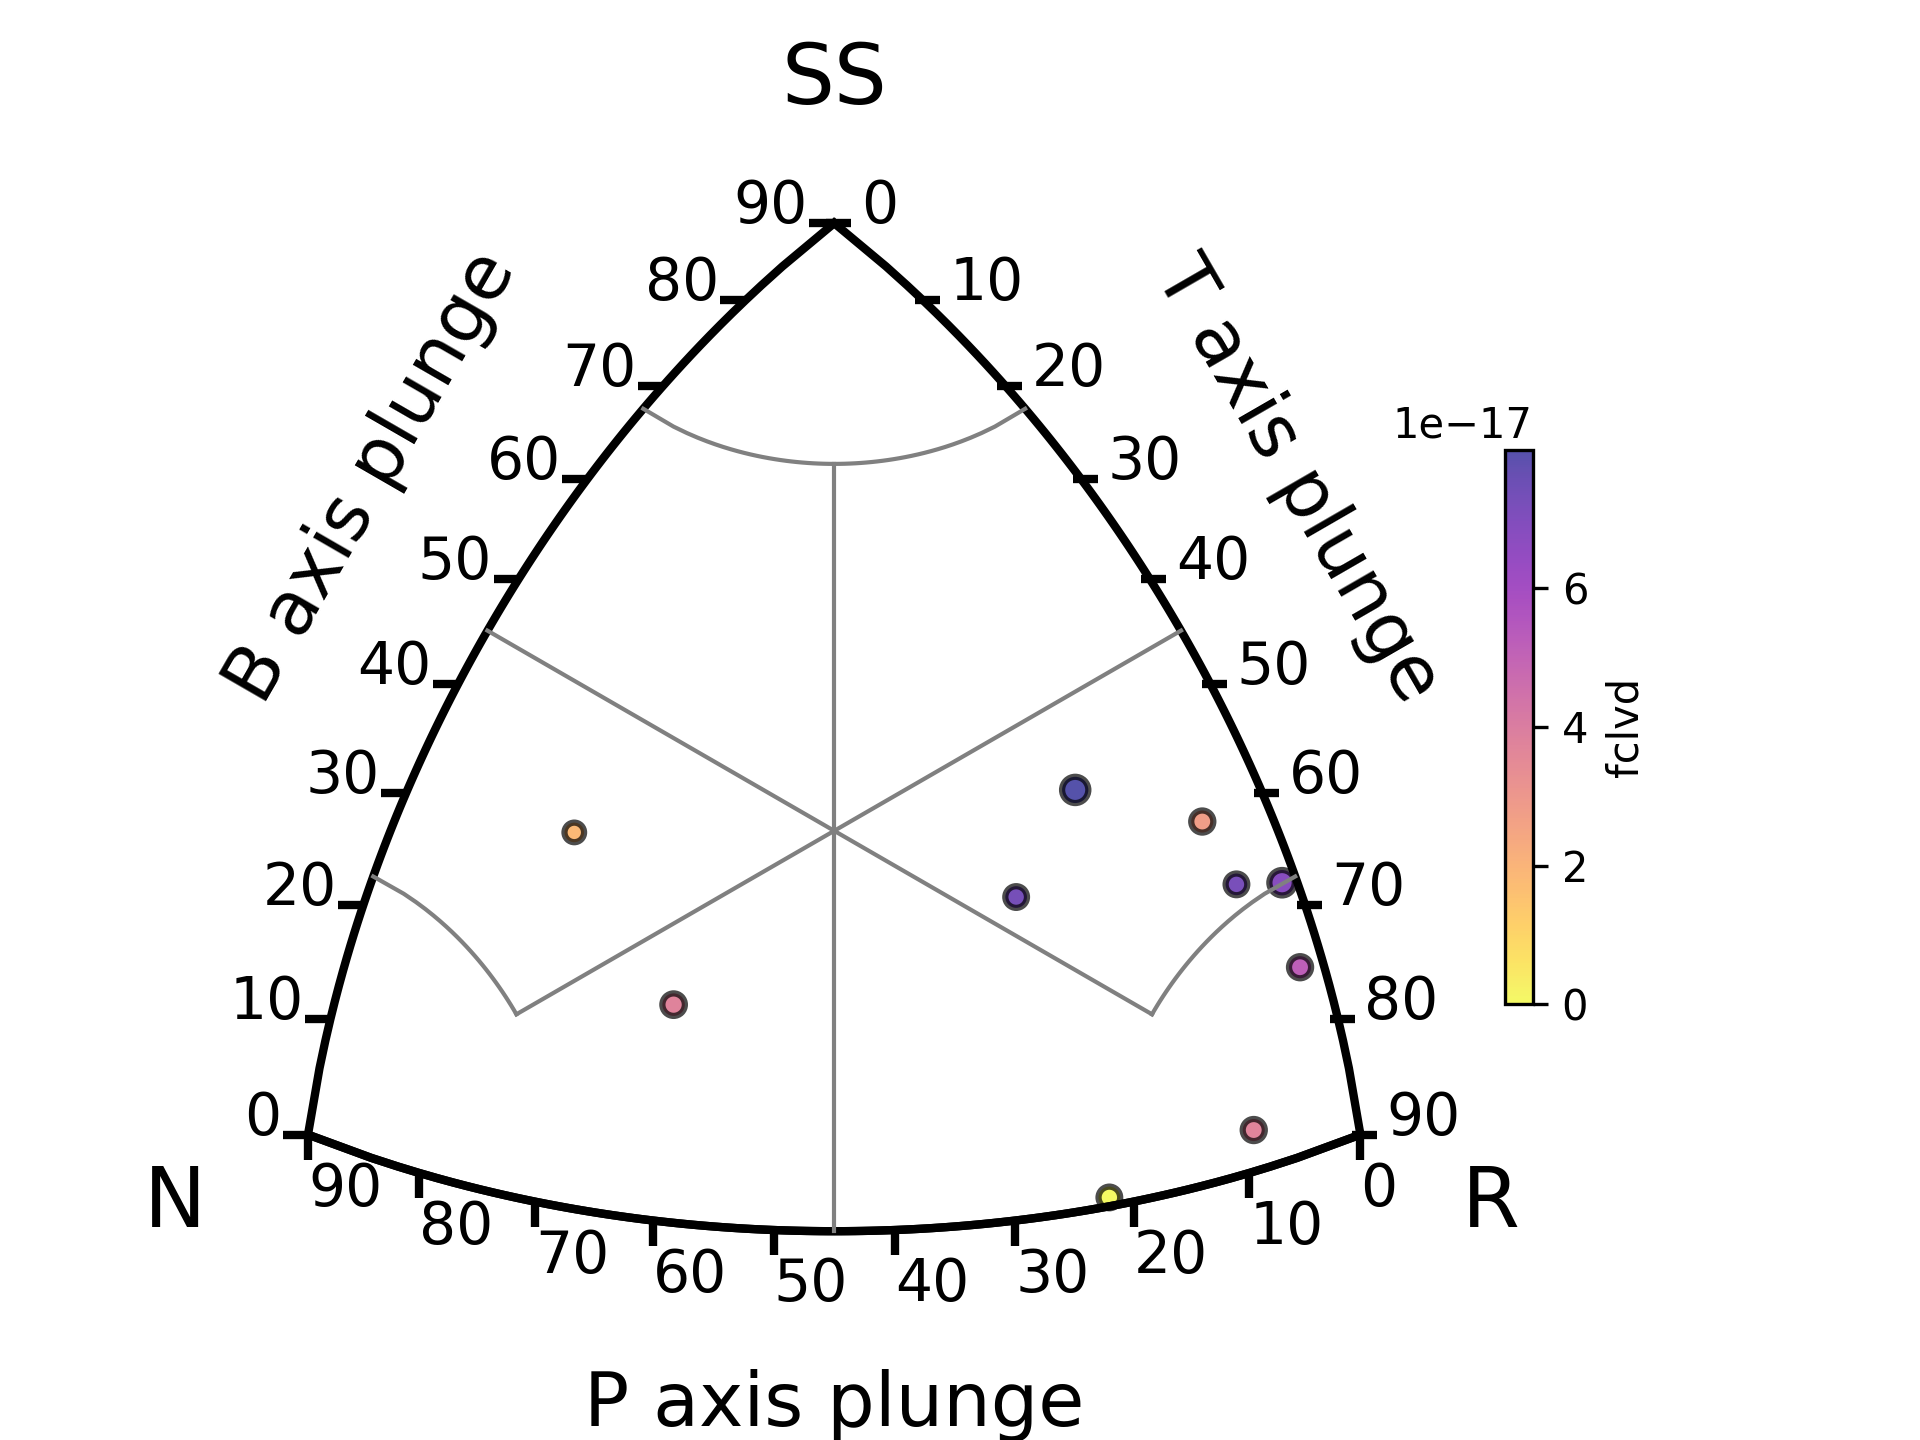 SS
90 0
80 10
70 20
60 30
50 40
40 50
30 60
20 70
10 80
0 90
B axis plunge
T axis plunge
N R
90 80 70 60 50 40 30 20 10 0
P axis plunge
1e−17
6
4
2
0
fclvd